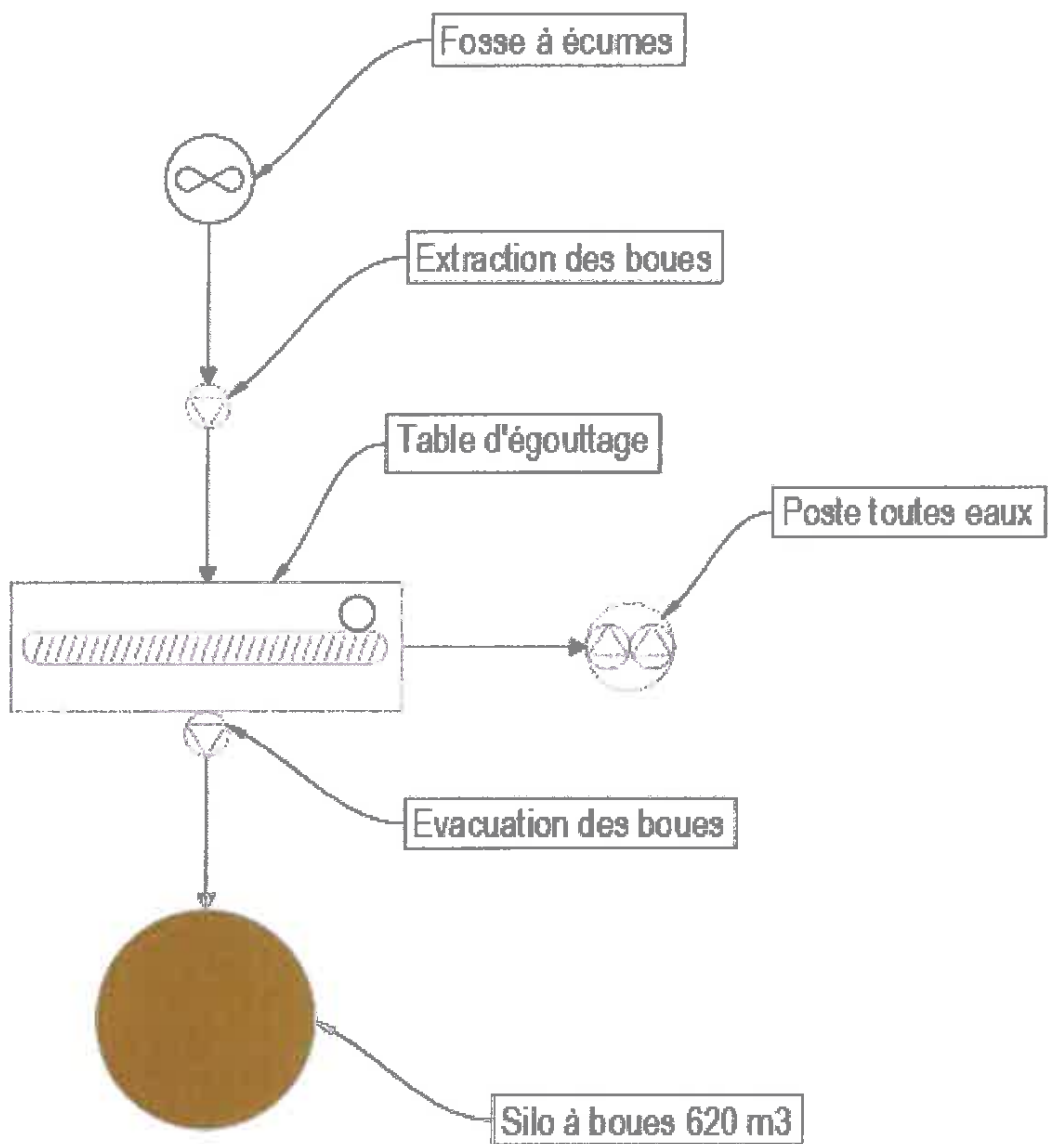 Fosse à écumes
Extraction des boues
Table d'égouttage
Poste toutes eaux
Evacuation des boues
Silo à boues 620 m3